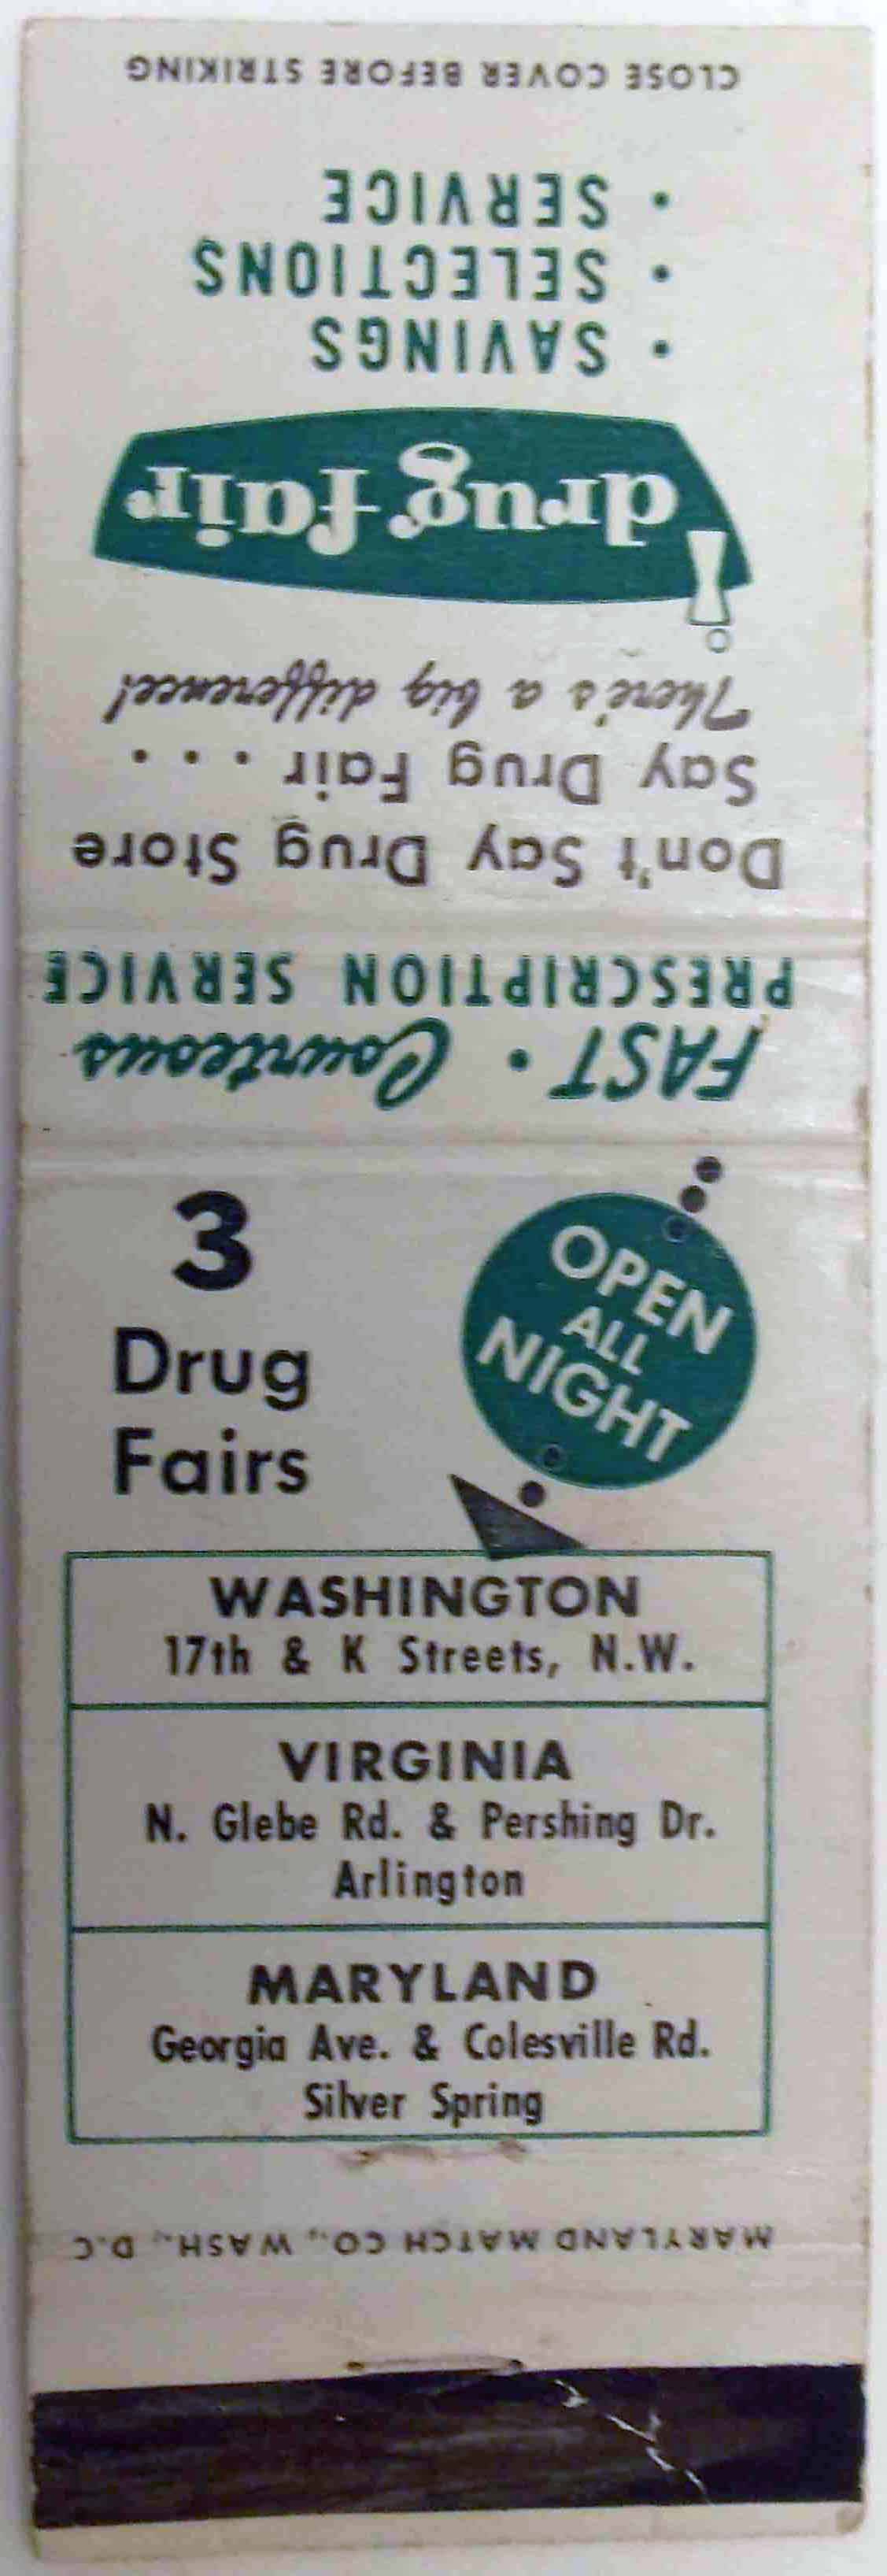 Don't Say Drug Store
Say Drug Fair . . . .
There's a big difference!
drug fair
• SAVINGS
• SELECTIONS
• SERVICE
CLOSE COVER BEFORE STRIKING
FAST • Courteous
PRESCRIPTION SERVICE
3
Drug
Fairs
OPEN
ALL
NIGHT
WASHINGTON
17th & K Streets, N.W.
VIRGINIA
N. Glebe Rd. & Pershing Dr.
Arlington
MARYLAND
Georgia Ave. & Colesville Rd.
Silver Spring
MARYLAND MATCH CO., WASH., D.C